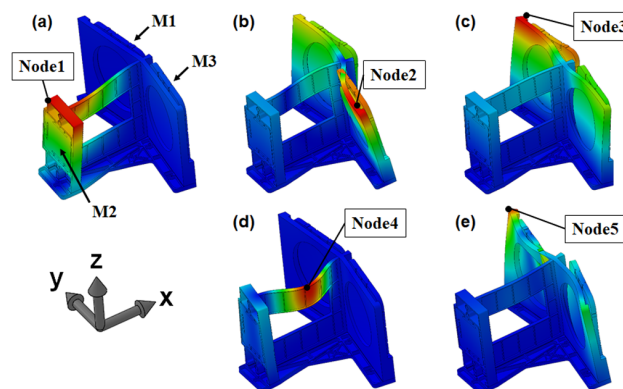 (a)
M1
M3
Node1
M2
(b)
Node2
(c)
Node3
y
z
x
(d)
Node4
(e)
Node5